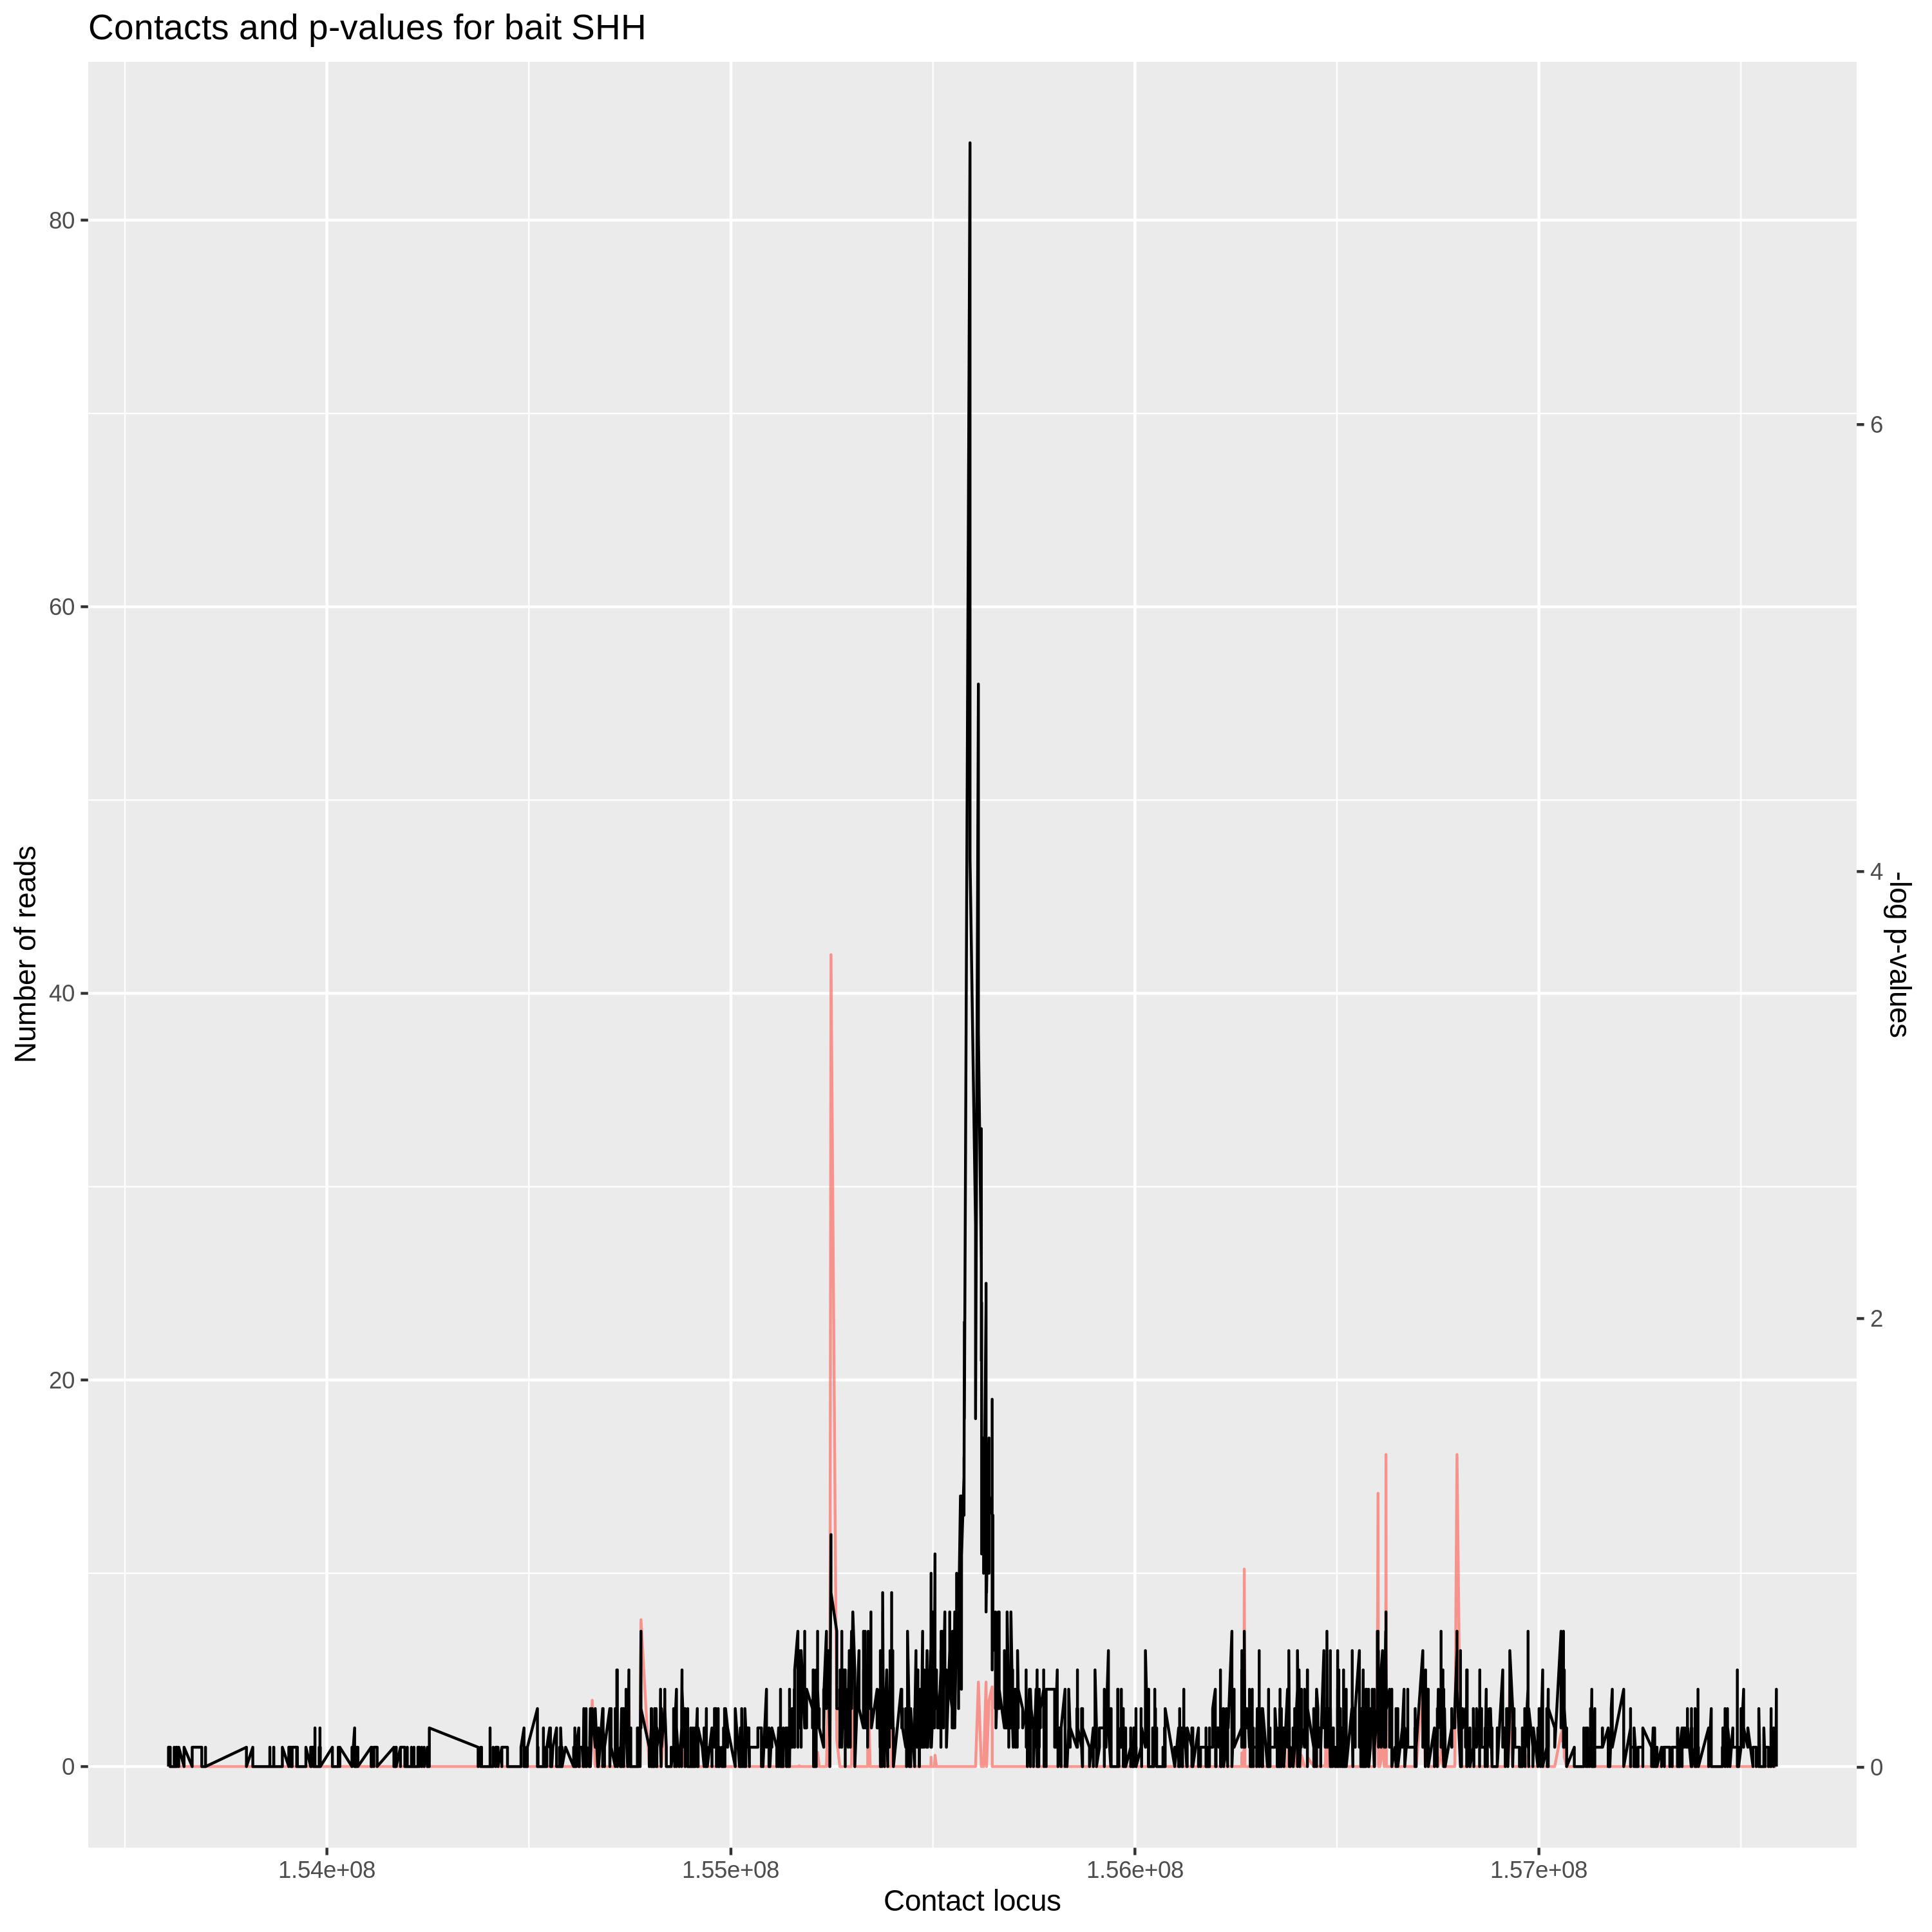 Contacts and p-values for bait SHH
80
60
40
20
0
Number of reads
6
4
2
0
-log p-values
1.54e+08
1.55e+08
1.56e+08
1.57e+08
Contact locus